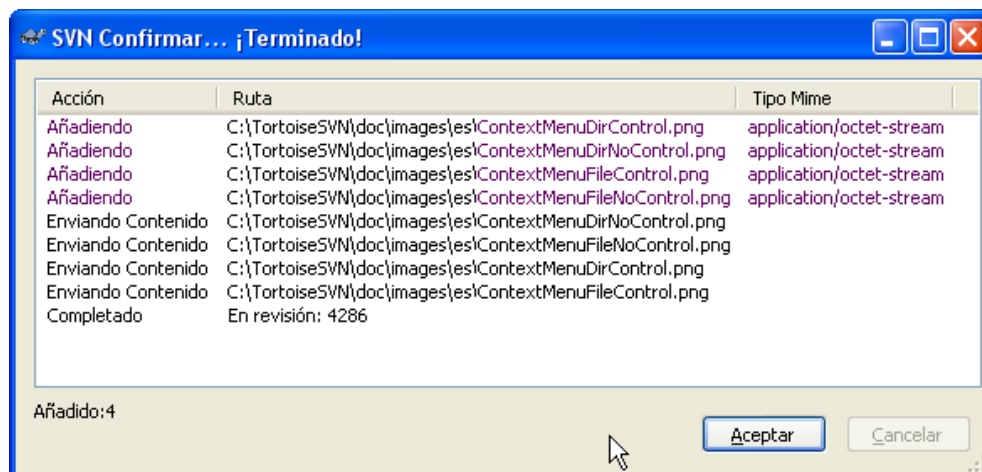 SVN Confirmar... ¡Terminado!
Acción Ruta Tipo Mime
Añadiendo C:\TortoiseSVN\doc\images\es\ContextMenuDirControl.png application/octet-stream
Añadiendo C:\TortoiseSVN\doc\images\es\ContextMenuDirNoControl.png application/octet-stream
Añadiendo C:\TortoiseSVN\doc\images\es\ContextMenuFileControl.png application/octet-stream
Añadiendo C:\TortoiseSVN\doc\images\es\ContextMenuFileNoControl.png application/octet-stream
Enviando Contenido C:\TortoiseSVN\doc\images\es\ContextMenuDirNoControl.png
Enviando Contenido C:\TortoiseSVN\doc\images\es\ContextMenuFileNoControl.png
Enviando Contenido C:\TortoiseSVN\doc\images\es\ContextMenuDirControl.png
Enviando Contenido C:\TortoiseSVN\doc\images\es\ContextMenuFileControl.png
Completado En revisión: 4286
Añadido:4
Aceptar Cancelar